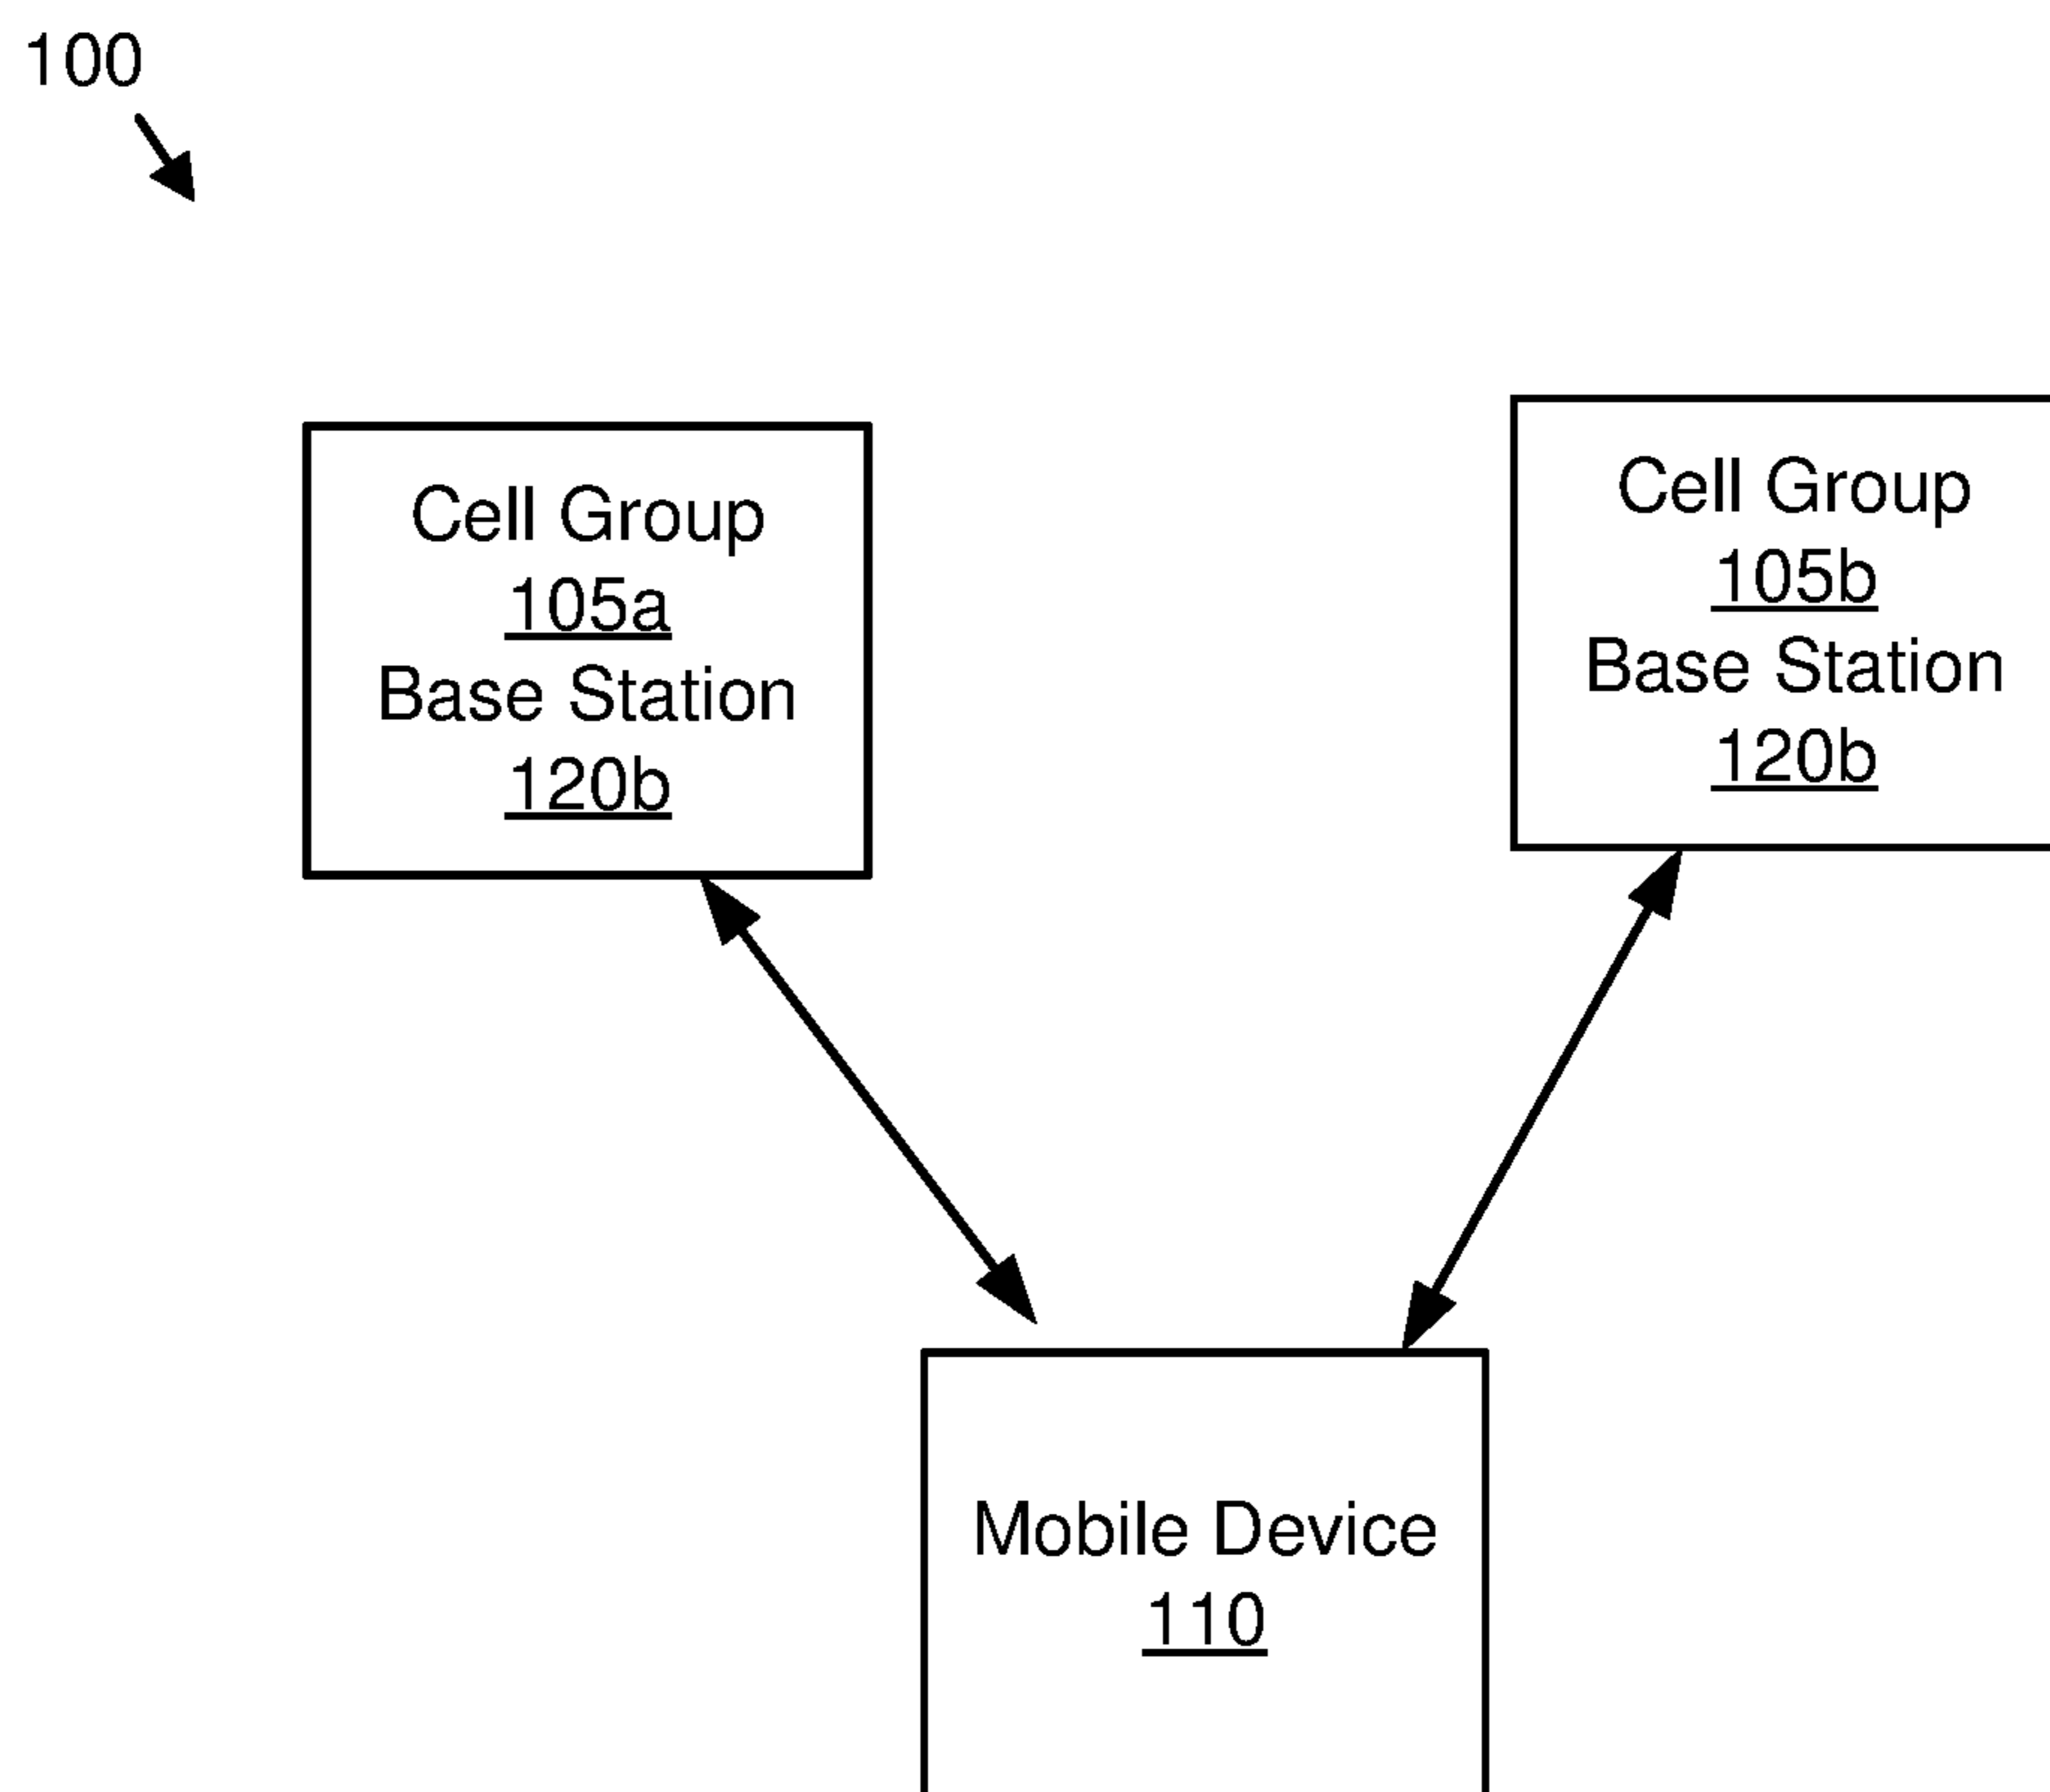 100
Cell Group
105a
Base Station
120b
Cell Group
105b
Base Station
120b
Mobile Device
110